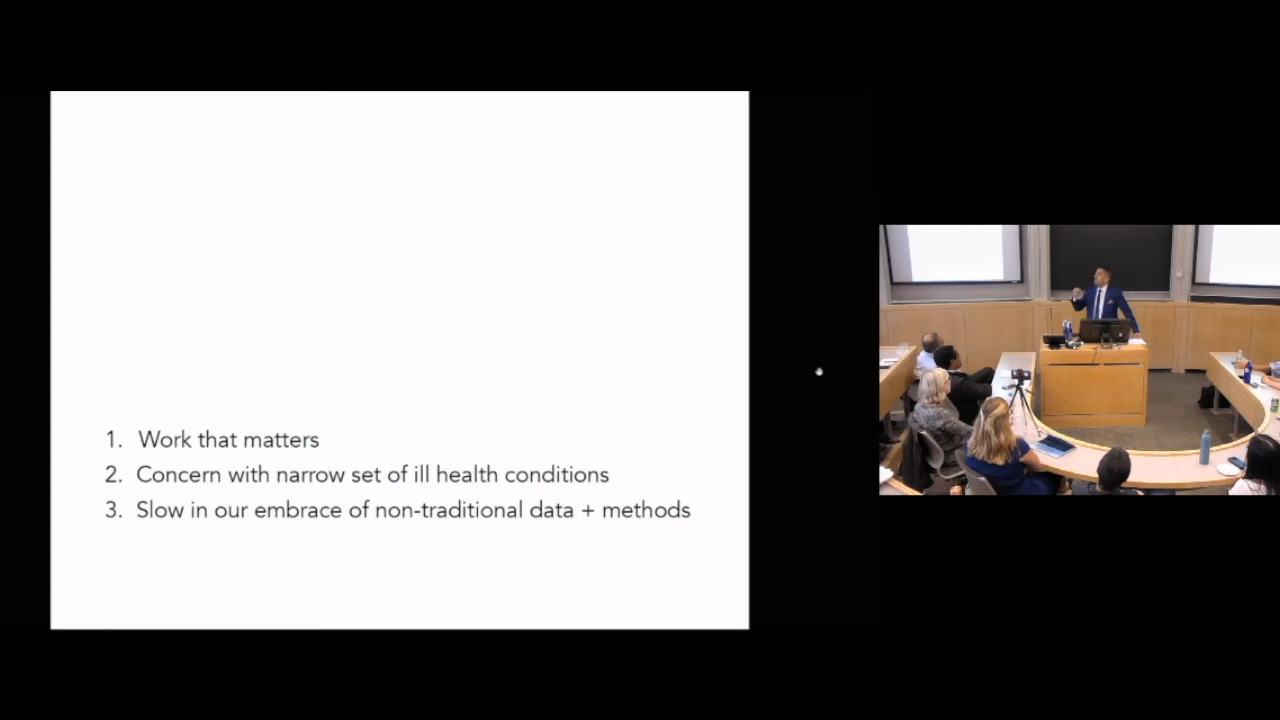 1. Work that matters
2. Concern with narrow set of ill health conditions
3. Slow in our embrace of non-traditional data + methods